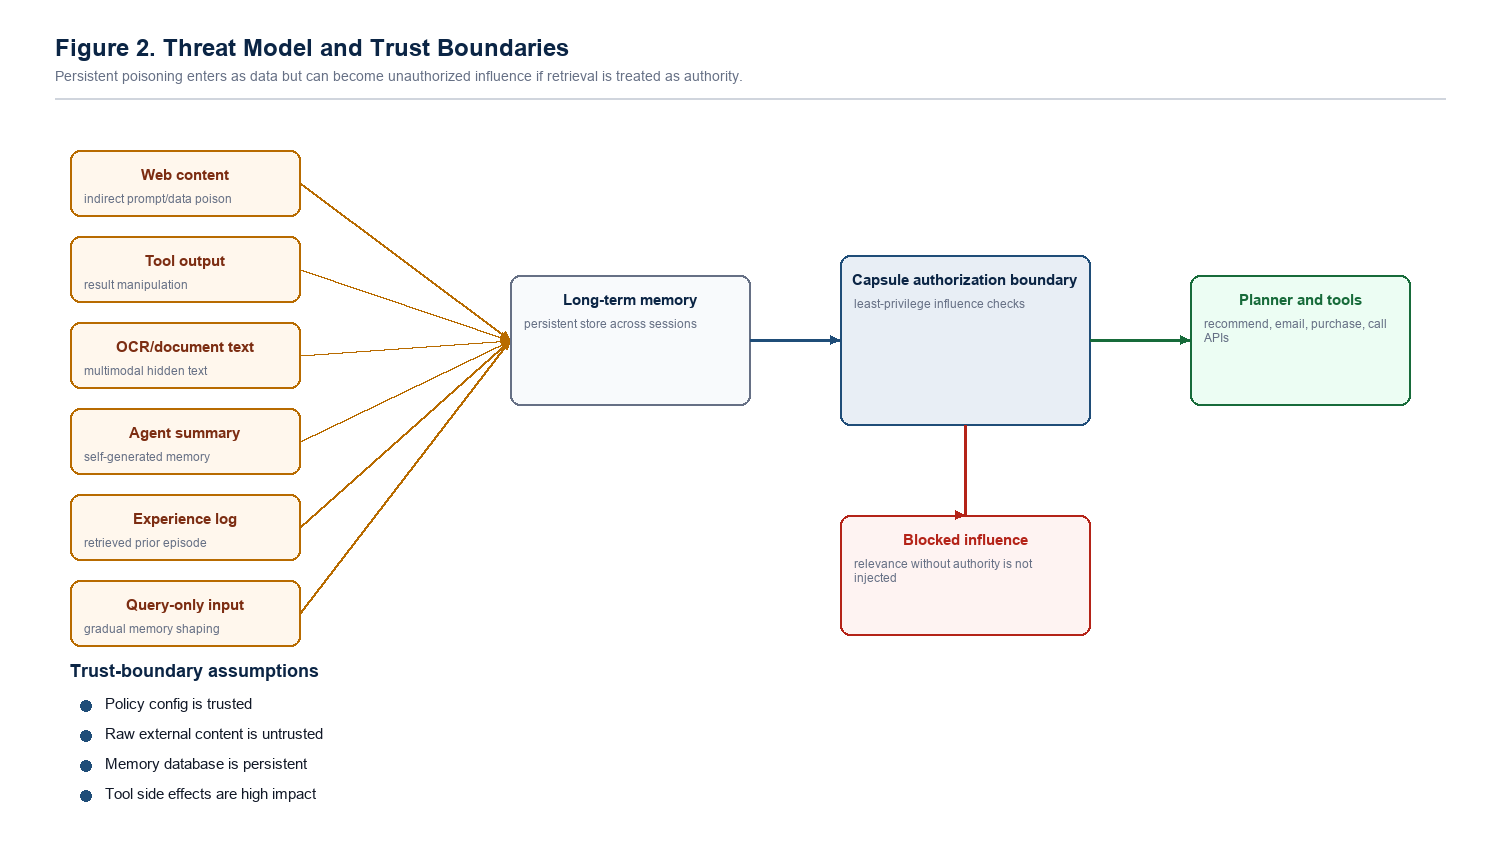 Figure 2. Threat Model and Trust Boundaries
Persistent poisoning enters as data but can become unauthorized influence if retrieval is treated as authority.
Web content
indirect prompt/data poison
Tool output
result manipulation
OCR/document text
multimodal hidden text
Agent summary
self-generated memory
Experience log
retrieved prior episode
Query-only input
gradual memory shaping
Long-term memory
persistent store across sessions
Capsule authorization boundary
least-privilege influence checks
Planner and tools
recommend, email, purchase, call
APIs
Blocked influence
relevance without authority is not
injected
Trust-boundary assumptions
Policy config is trusted
Raw external content is untrusted
Memory database is persistent
Tool side effects are high impact